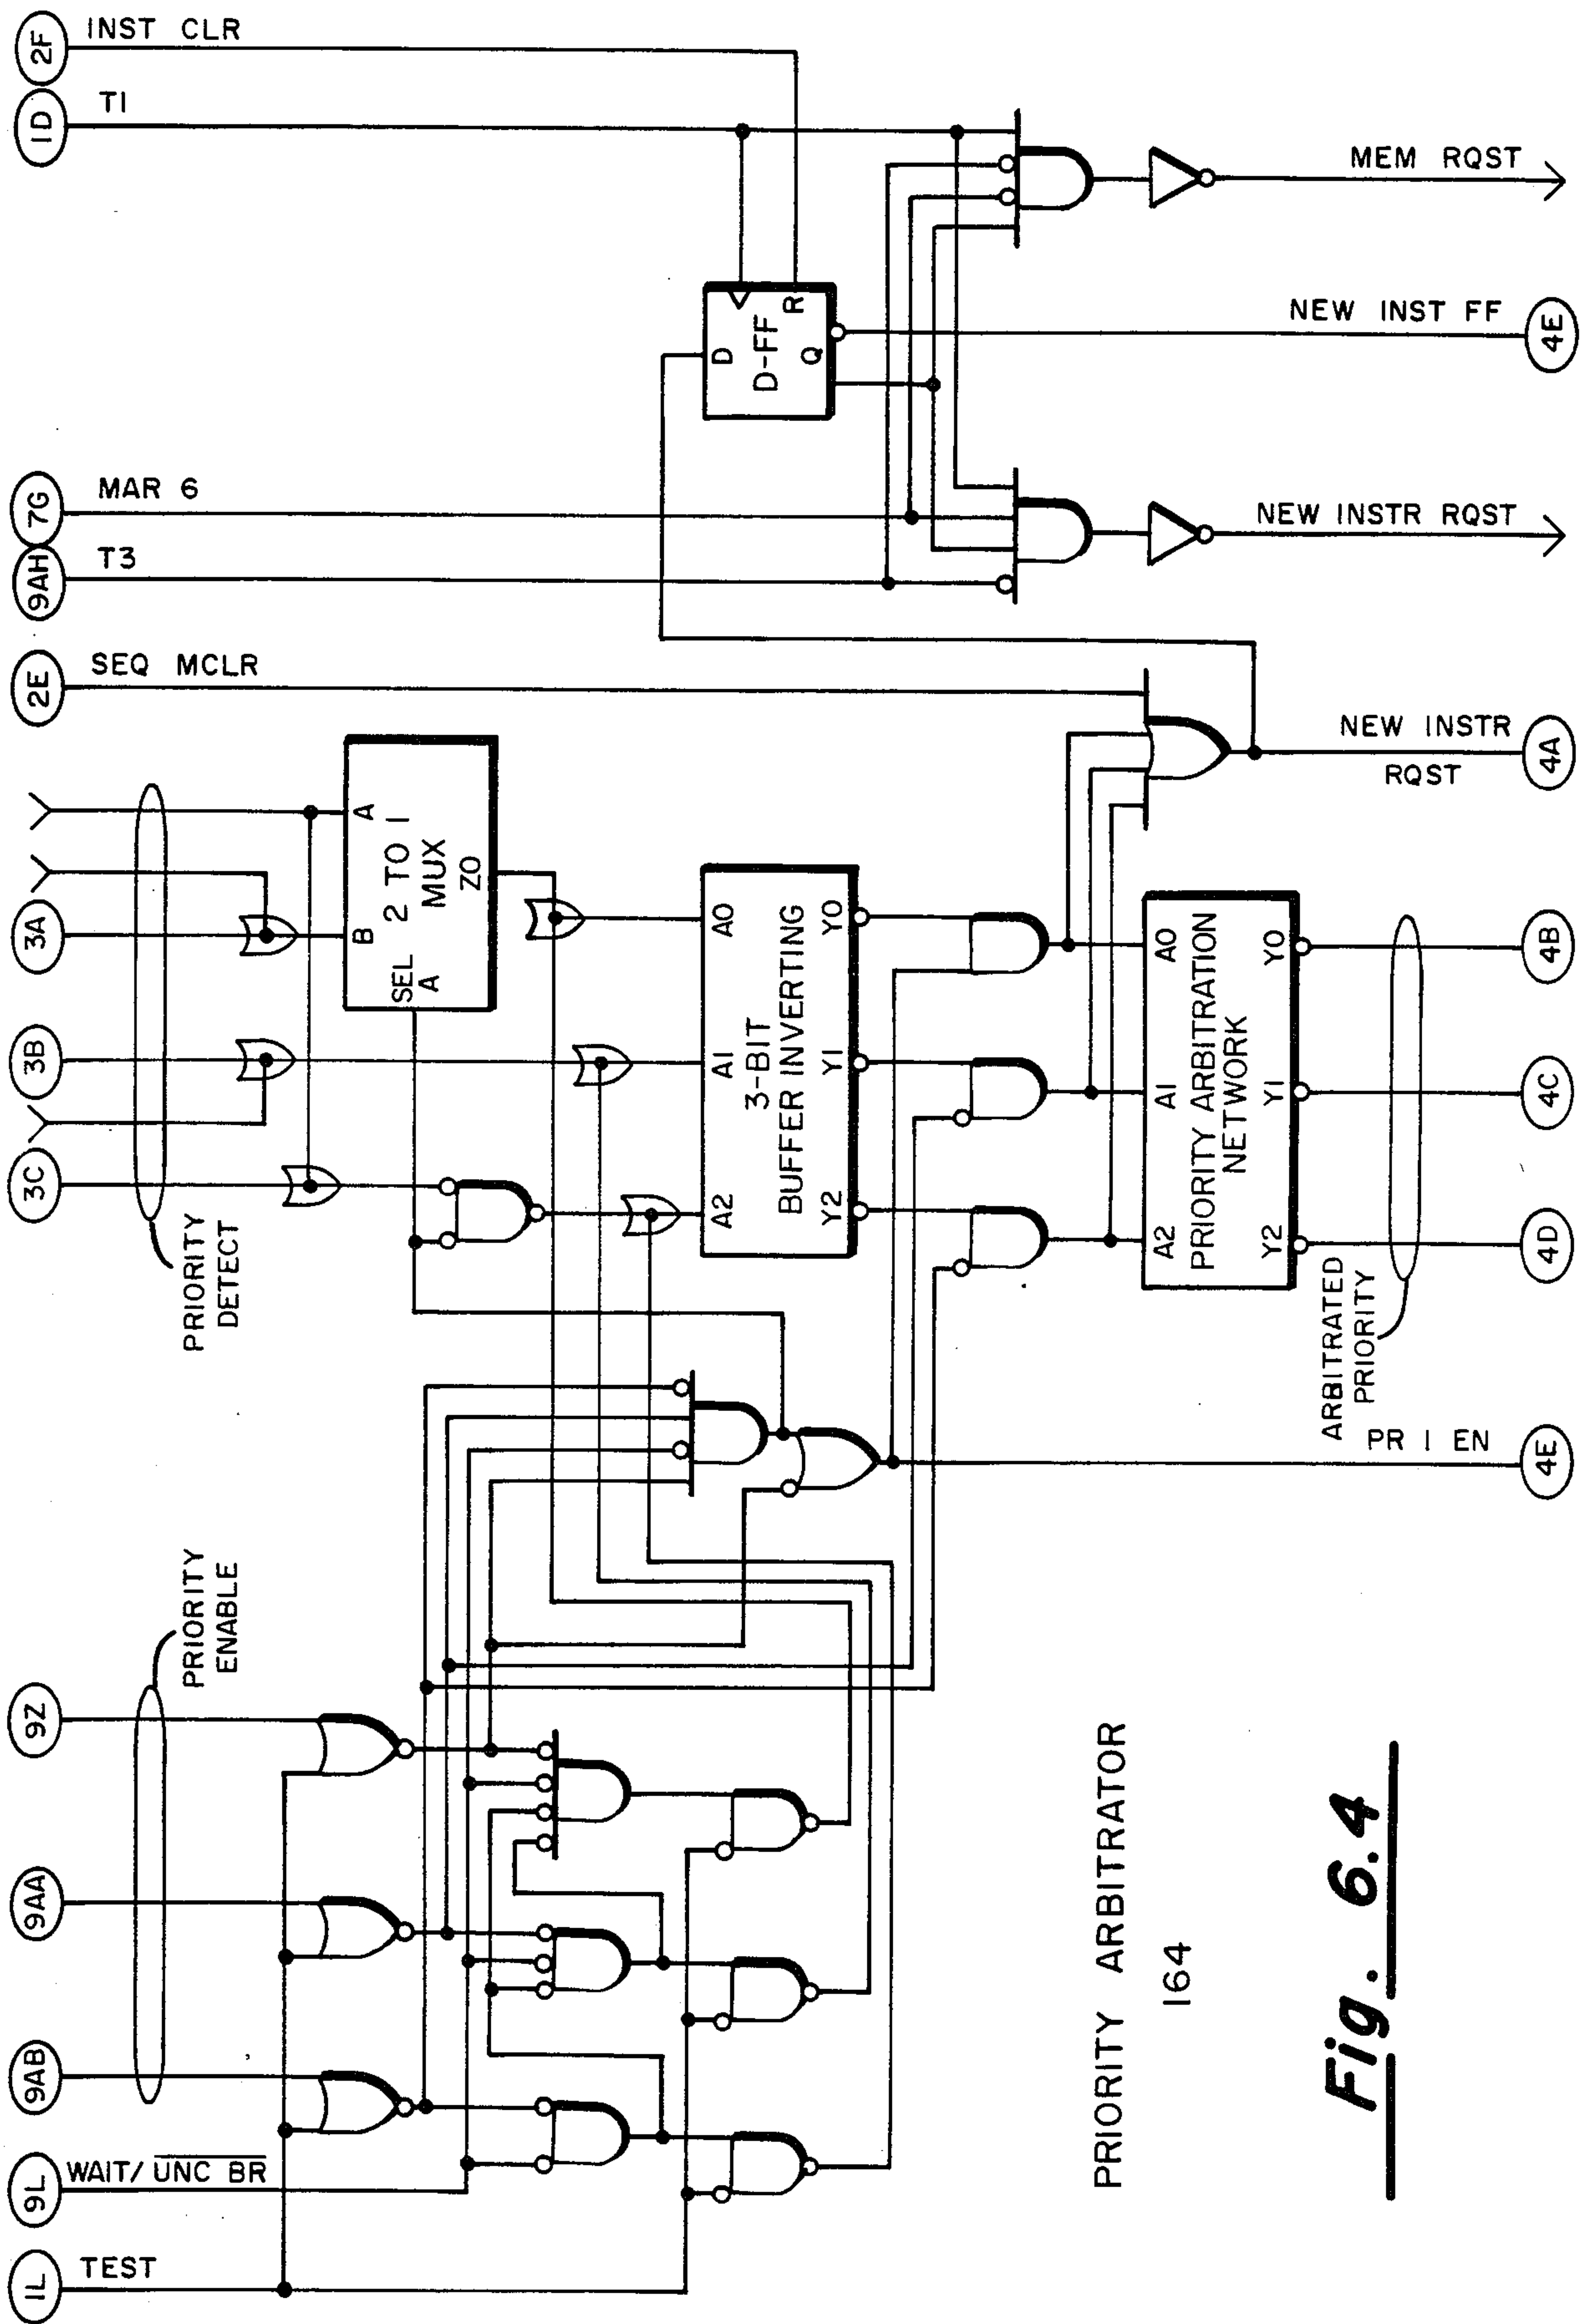 2F INST CLR
1D T1
7G MAR 6
9AH T3
2E SEQ MCLR
3A
3B
3C
PRIORITY
DETECT
9Z
9AA
9AB
PRIORITY
ENABLE
9L WAIT/ UNC BR
1L TEST
D
D-FF
Q
R
A
B
SEL
A
2 TO 1
MUX
Z0
A0
A1
A2
3-BIT
BUFFER INVERTING
Y0
Y1
Y2
A0
A1
A2
PRIORITY ARBITRATION
NETWORK
Y0
Y1
Y2
MEM RQST
NEW INST FF 4E
NEW INSTR RQST
NEW INSTR
RQST
4A
4B
4C
4D
ARBITRATED
PRIORITY
PR 1 EN 4E
PRIORITY ARBITRATOR
164
Fig. 6.4